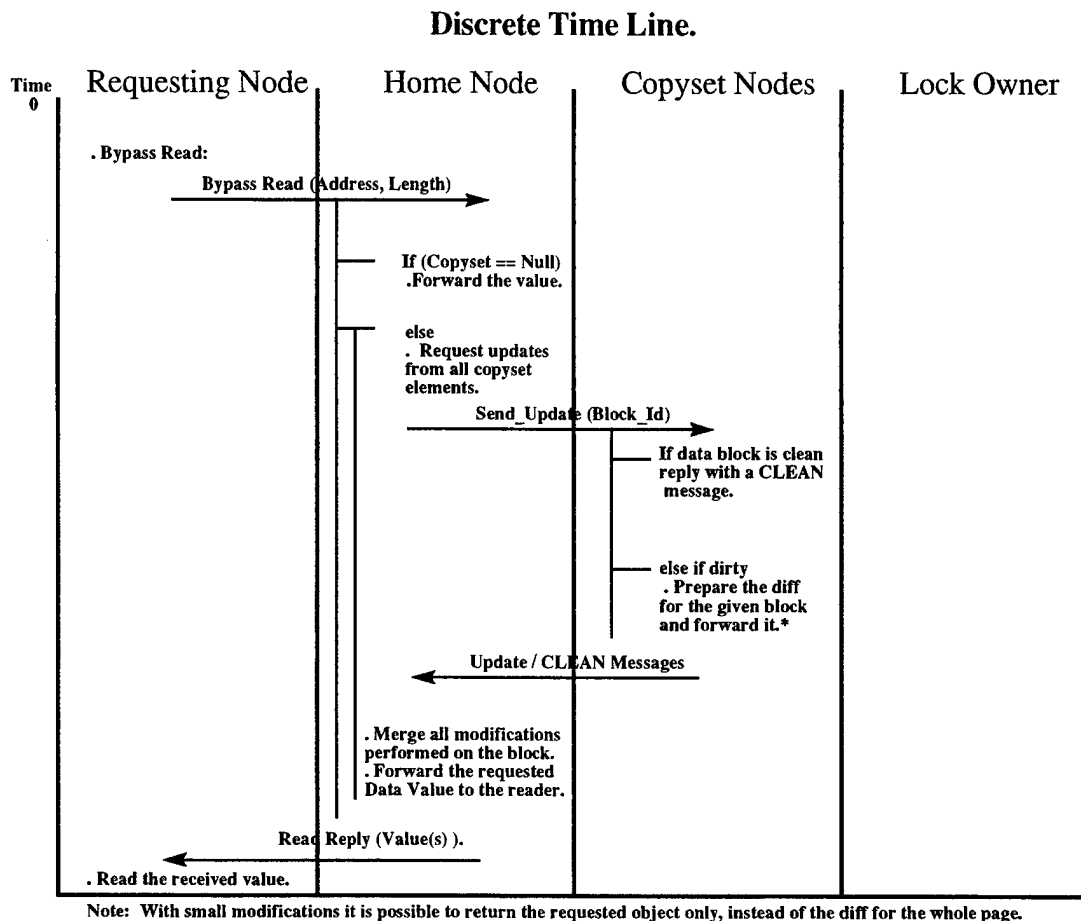 Discrete Time Line.
Time
0
Requesting Node
Home Node
Copyset Nodes
Lock Owner
. Bypass Read:
Bypass Read (Address, Length)
If (Copyset == Null)
.Forward the value.
else
. Request updates
from all copyset
elements.
Send_Update (Block_Id)
If data block is clean
reply with a CLEAN
message.
else if dirty
. Prepare the diff
for the given block
and forward it.*
Update / CLEAN Messages
. Merge all modifications
performed on the block.
. Forward the requested
Data Value to the reader.
Read Reply (Value(s) ).
. Read the received value.
Note: With small modifications it is possible to return the requested object only, instead of the diff for the whole page.